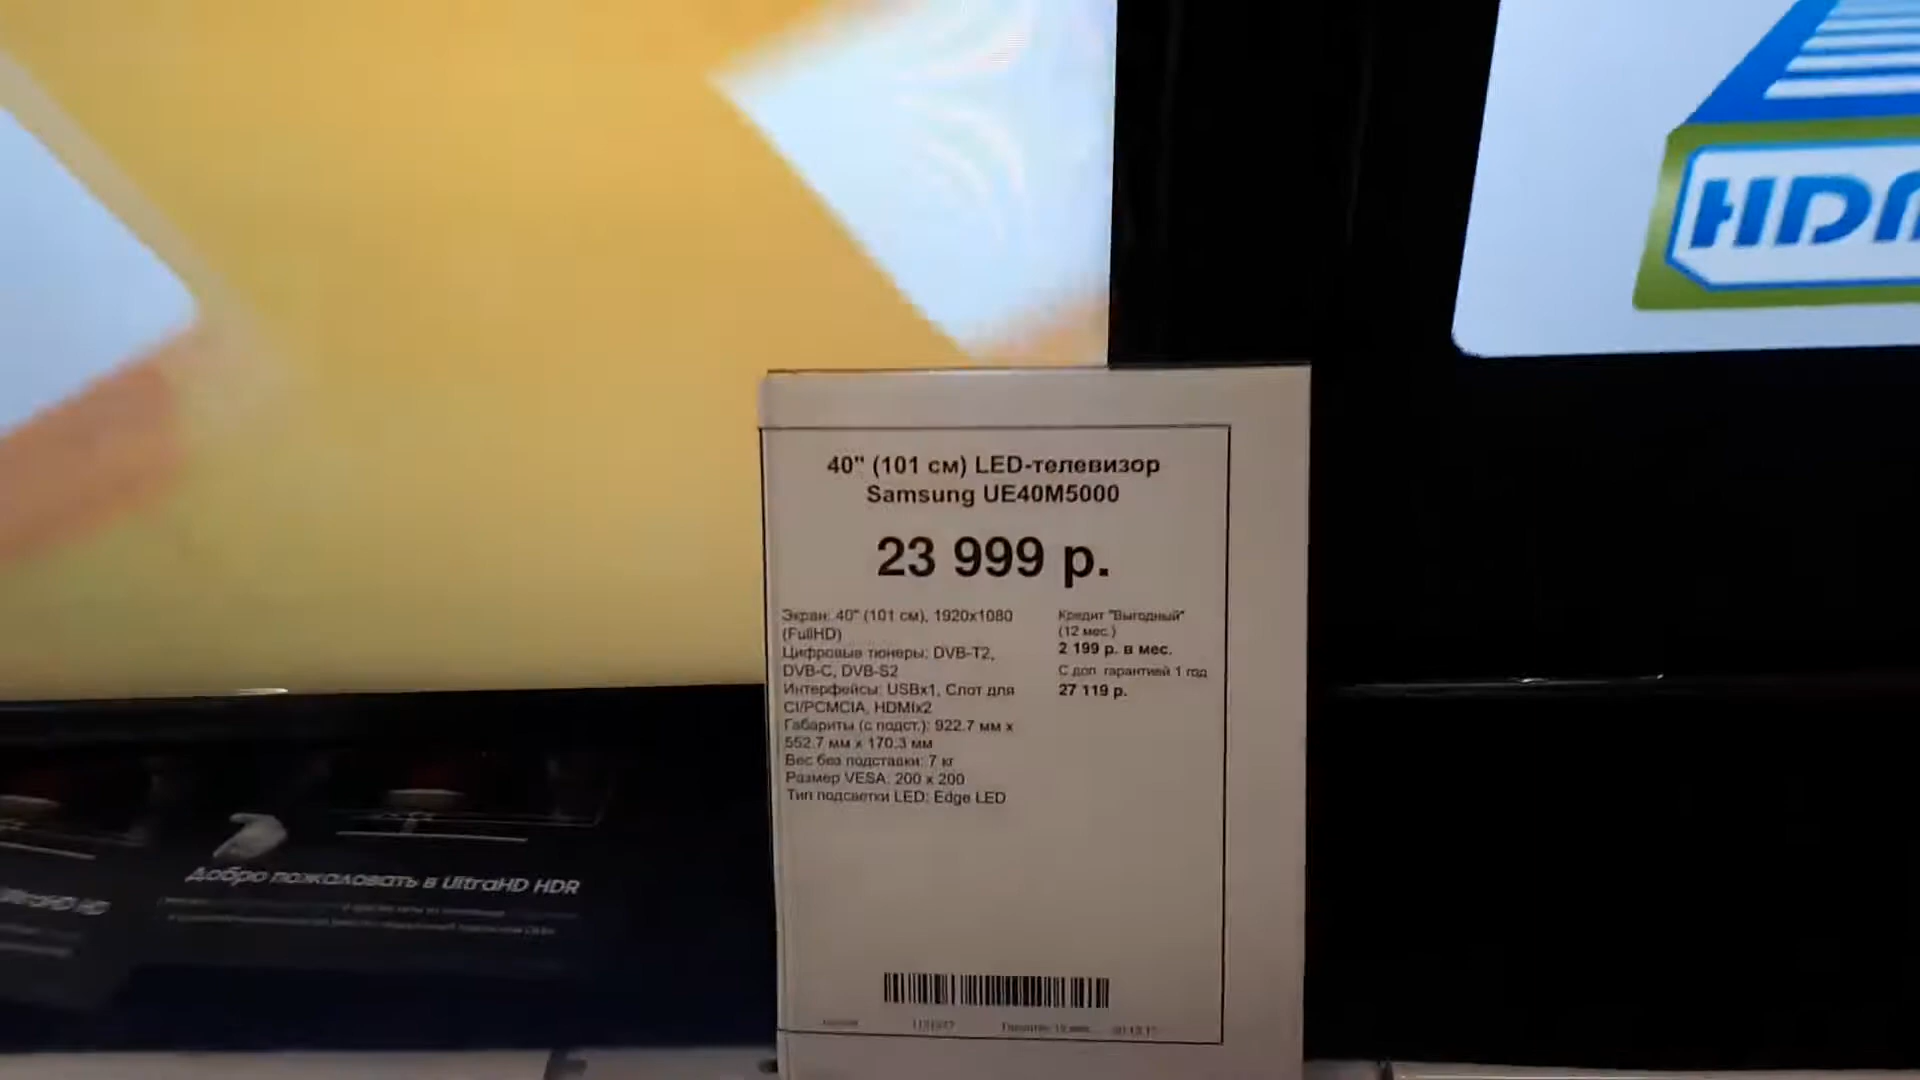 HDM
40" (101 см) LED-телевизор
Samsung UE40M5000
23 999 р.
Экран: 40" (101 см), 1920x1080
(FullHD)
Цифровые тюнеры: DVB-T2,
DVB-C, DVB-S2
Интерфейсы: USBx1, Слот для
CI/PCMCIA, HDMIx2
Габариты (с подст.): 922.7 мм x
552.7 мм x 170.3 мм
Вес без подставки: 7 кг
Размер VESA: 200 x 200
Тип подсветки LED: Edge LED
Кредит "Выгодный"
(12 мес.)
2 199 р. в мес.
С доп. гарантией 1 год
27 119 р.
Добро пожаловать в UltraHD HDR
UltraHD HD